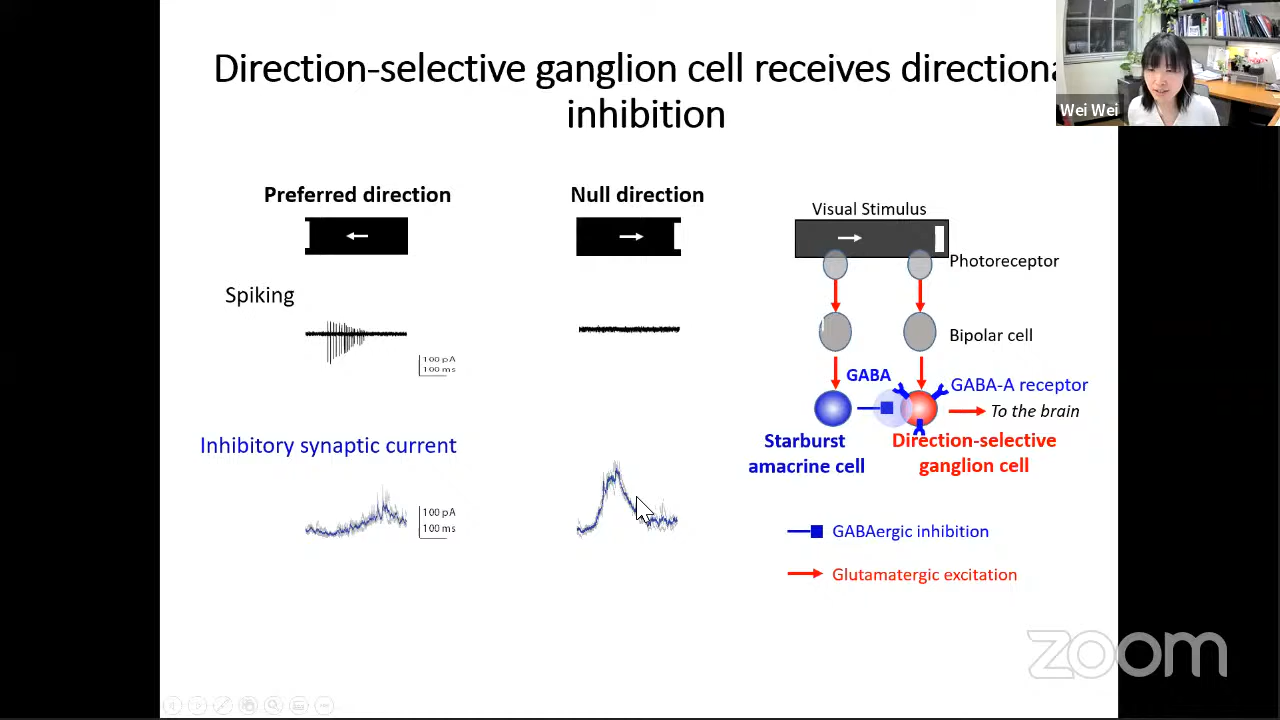 Direction-selective ganglion cell receives directiona
inhibition
Wei Wei
Preferred direction
Null direction
Visual Stimulus
Photoreceptor
Spiking
100 pA
100 ms
Bipolar cell
GABA
GABA-A receptor
To the brain
Starburst
amacrine cell
Direction-selective
ganglion cell
Inhibitory synaptic current
100 pA
100 ms
GABAergic inhibition
Glutamatergic excitation
zoom